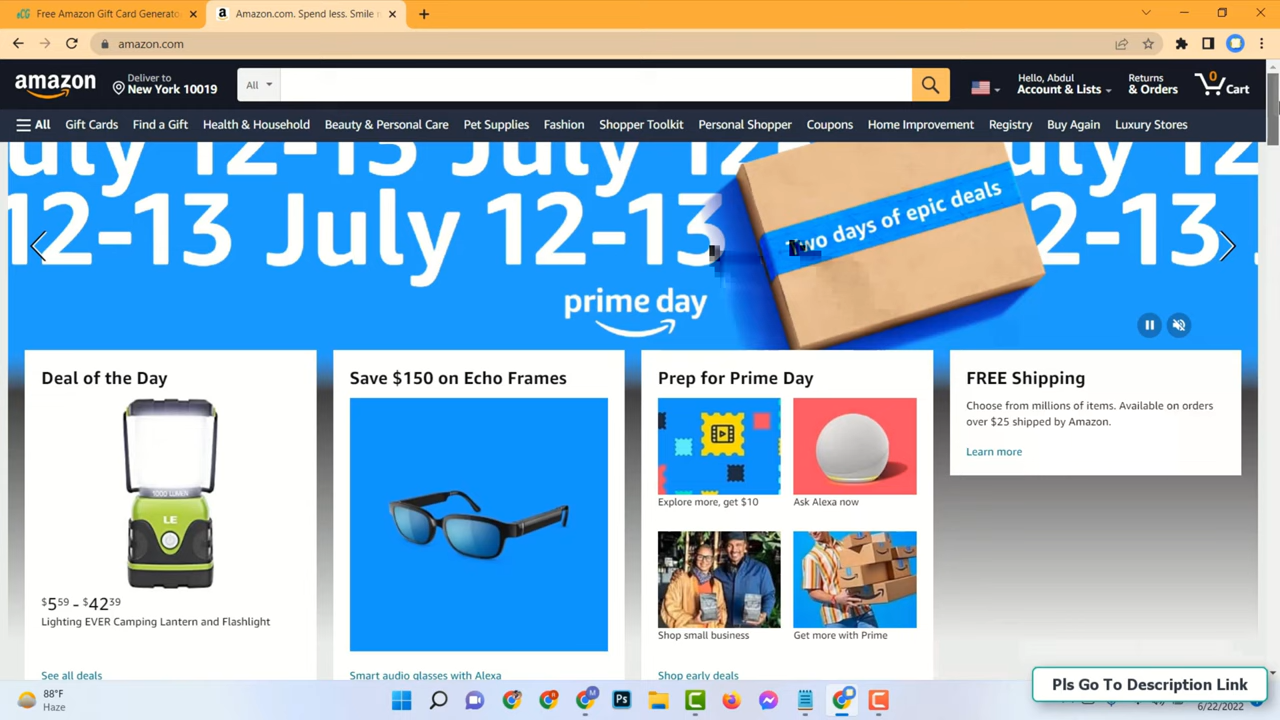 Free Amazon Gift Card Generato
Amazon.com. Spend less. Smile
amazon.com
amazon
Deliver to
New York 10019
All
Hello, Abdul
Account & Lists
Returns
& Orders
0
Cart
All
Gift Cards
Find a Gift
Health & Household
Beauty & Personal Care
Pet Supplies
Fashion
Shopper Toolkit
Personal Shopper
Coupons
Home Improvement
Registry
Buy Again
Luxury Stores
July 12-13
12-13 July 12-13
Two days of epic deals
prime day
Deal of the Day
1000 LUMEN
LE
$5.59 - $42.39
Lighting EVER Camping Lantern and Flashlight
See all deals
Save $150 on Echo Frames
Smart audio glasses with Alexa
Prep for Prime Day
Explore more, get $10
Ask Alexa now
Shop small business
Get more with Prime
Shop early deals
FREE Shipping
Choose from millions of items. Available on orders
over $25 shipped by Amazon.
Learn more
Pls Go To Description Link
88°F
Haze
M
Ps
6/22/2022